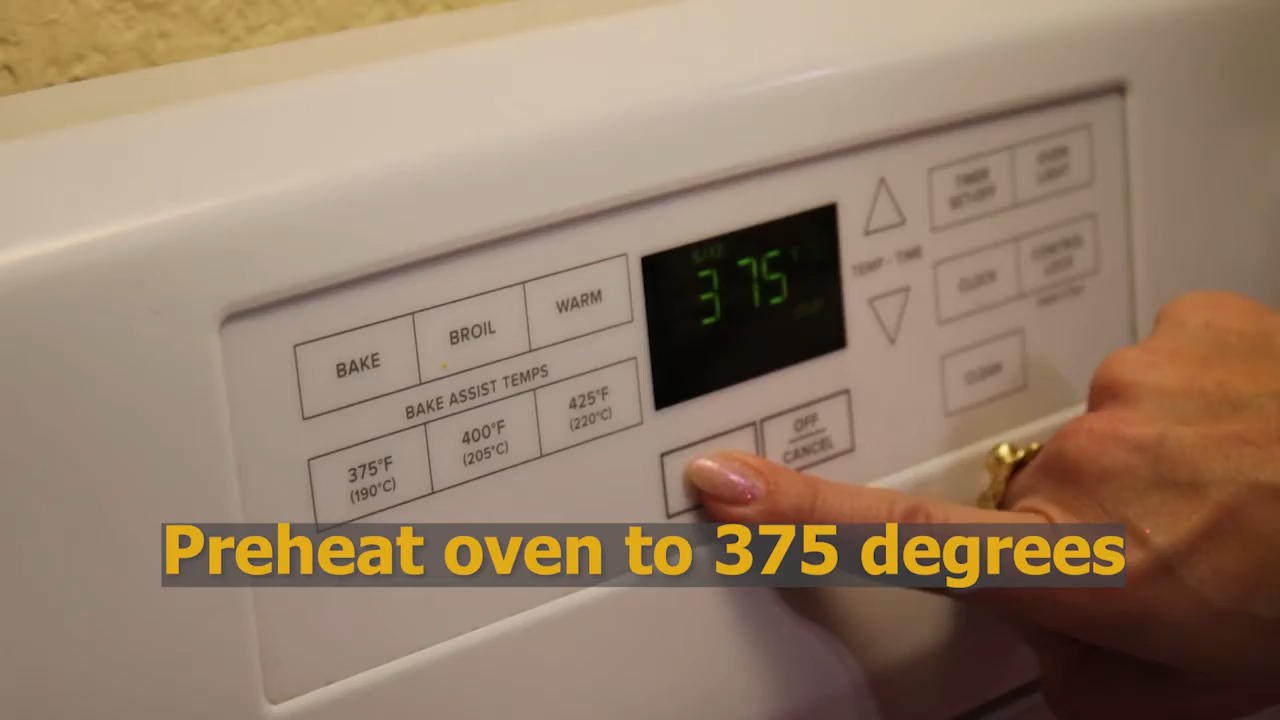 BAKE
BROIL
WARM
BAKE ASSIST TEMPS
375°F
(190°C)
400°F
(205°C)
425°F
(220°C)
BAKE
375
TEMP - TIME
TIMER
SET•OFF
OVEN
LIGHT
CLOCK
CONTROL
LOCK
CLEAN
OFF
CANCEL
Preheat oven to 375 degrees